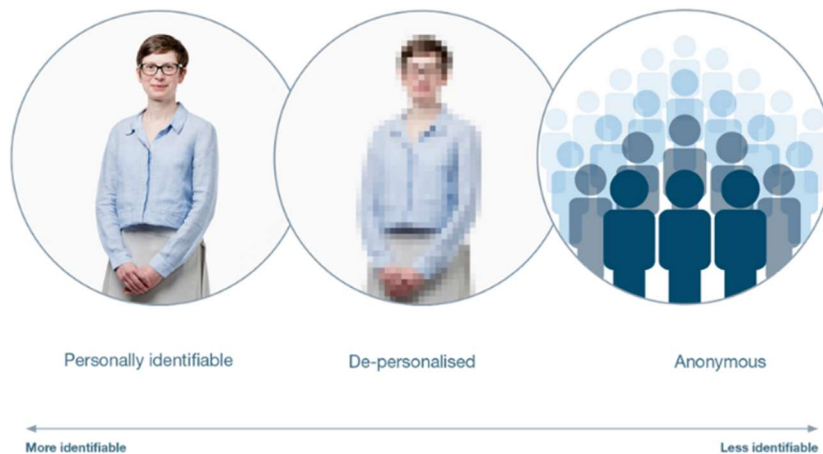 Personally identifiable
De-personalised
Anonymous
More identifiable
Less identifiable